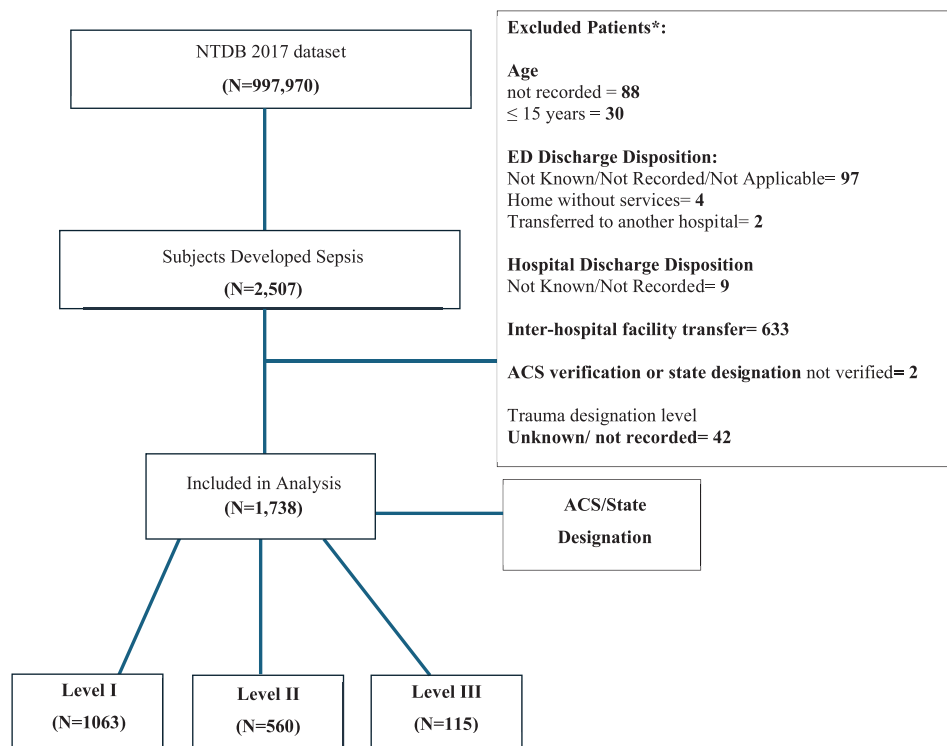 NTDB 2017 dataset
(N=997,970)
Subjects Developed Sepsis
(N=2,507)
Excluded Patients*:
Age
not recorded = 88
≤ 15 years = 30
ED Discharge Disposition:
Not Known/Not Recorded/Not Applicable= 97
Home without services= 4
Transferred to another hospital= 2
Hospital Discharge Disposition
Not Known/Not Recorded= 9
Inter-hospital facility transfer= 633
ACS verification or state designation not verified= 2
Trauma designation level
Unknown/ not recorded= 42
Included in Analysis
(N=1,738)
ACS/State
Designation
Level I
(N=1063)
Level II
(N=560)
Level III
(N=115)